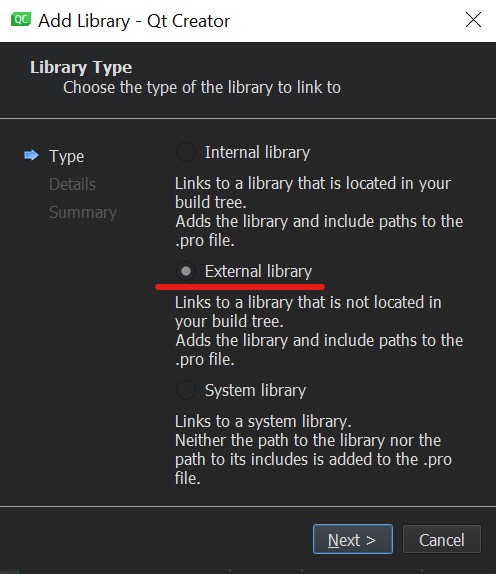 QC Add Library - Qt Creator
Library Type
Choose the type of the library to link to
Type
Details
Summary
Internal library
Links to a library that is located in your
build tree.
Adds the library and include paths to the
.pro file.
External library
Links to a library that is not located in
your build tree.
Adds the library and include paths to the
.pro file.
System library
Links to a system library.
Neither the path to the library nor the
path to its includes is added to the .pro
file.
Next >
Cancel